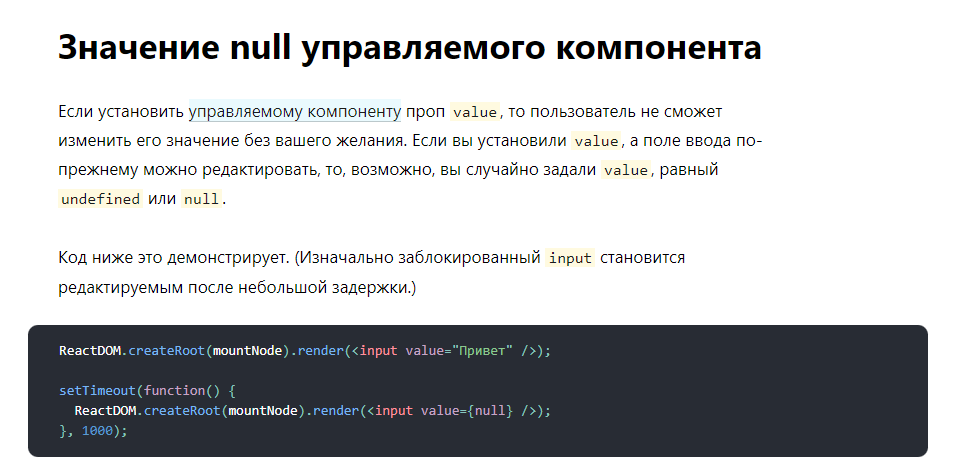 Значение null управляемого компонента
Если установить управляемому компоненту проп value, то пользователь не сможет
изменить его значение без вашего желания. Если вы установили value, а поле ввода по-
прежнему можно редактировать, то, возможно, вы случайно задали value, равный
undefined или null.
Код ниже это демонстрирует. (Изначально заблокированный input становится
редактируемым после небольшой задержки.)
ReactDOM.createRoot(mountNode).render(<input value="Привет" />);
setTimeout(function() {
  ReactDOM.createRoot(mountNode).render(<input value={null} />);
}, 1000);